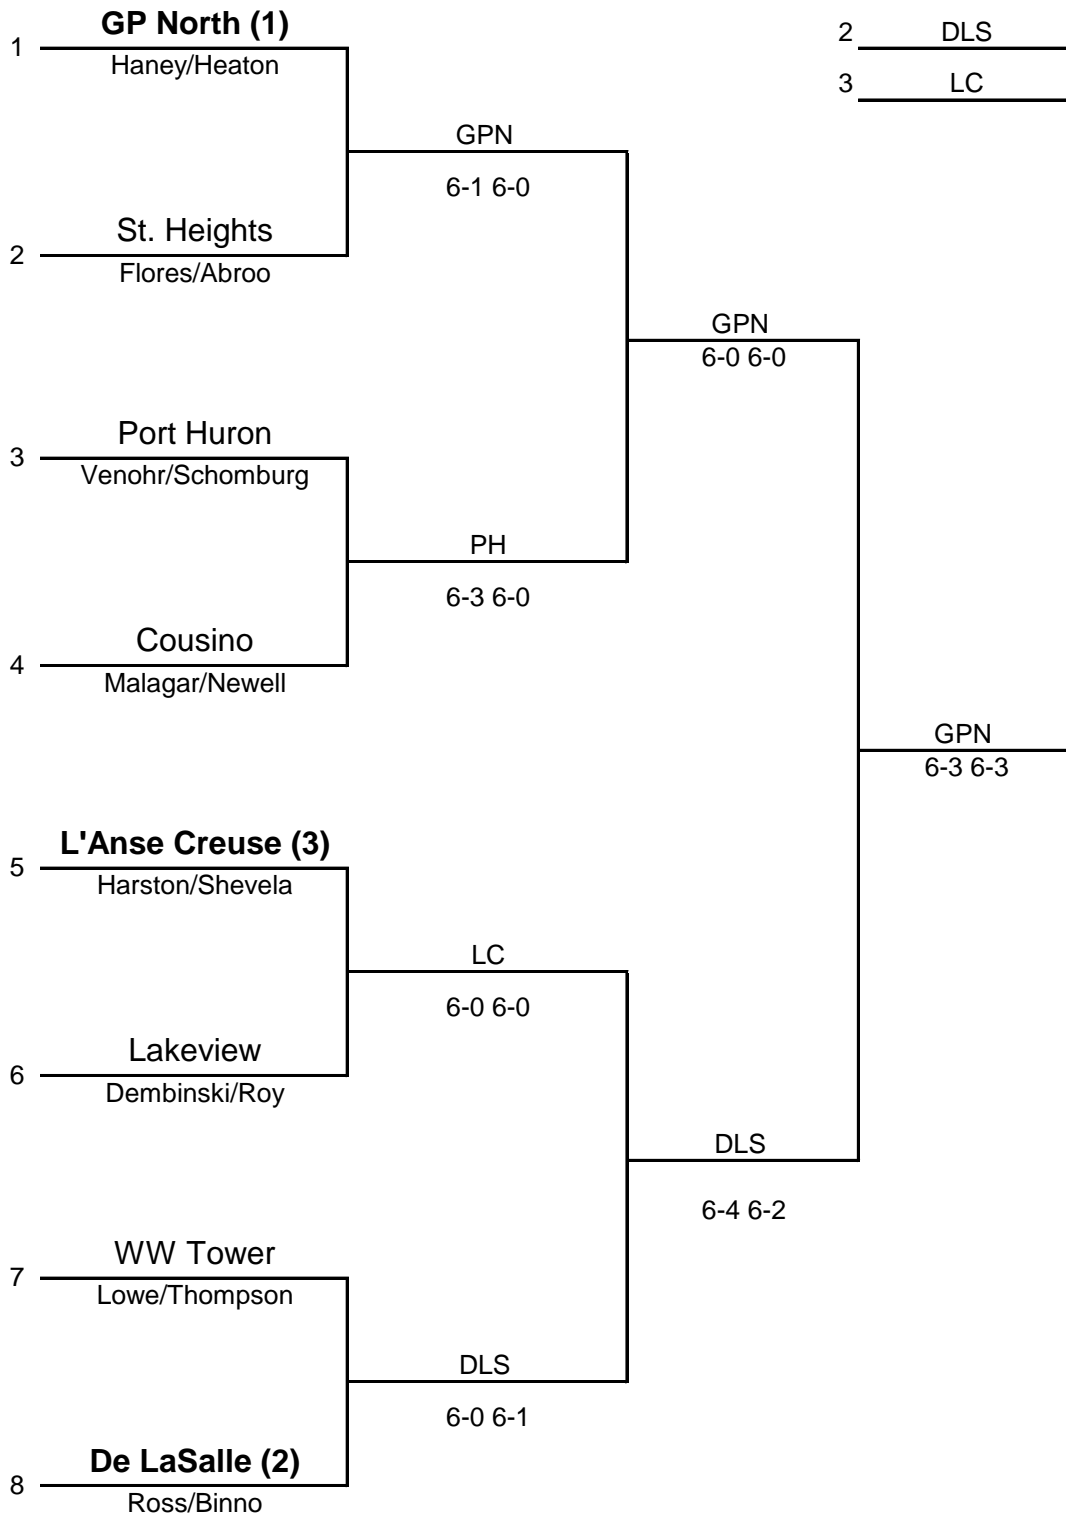 GP North (1)
1
Haney/Heaton
2 DLS
3 LC
GPN
6-1 6-0
St. Heights
2
Flores/Abroo
GPN
6-0 6-0
Port Huron
3
Venohr/Schomburg
PH
6-3 6-0
Cousino
4
Malagar/Newell
GPN
6-3 6-3
L'Anse Creuse (3)
5
Harston/Shevela
LC
6-0 6-0
Lakeview
6
Dembinski/Roy
DLS
6-4 6-2
WW Tower
7
Lowe/Thompson
DLS
6-0 6-1
De LaSalle (2)
8
Ross/Binno